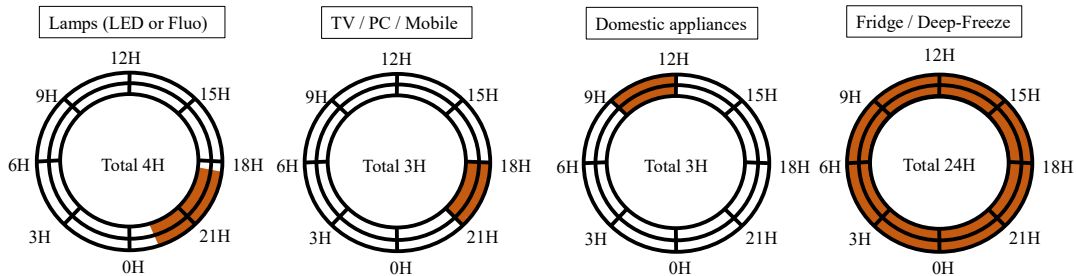 Lamps (LED or Fluo)
12H
15H
18H
21H
0H
3H
6H
9H
Total 4H
TV / PC / Mobile
12H
15H
18H
21H
0H
3H
6H
9H
Total 3H
Domestic appliances
12H
15H
18H
21H
0H
3H
6H
9H
Total 3H
Fridge / Deep-Freeze
12H
15H
18H
21H
0H
3H
6H
9H
Total 24H